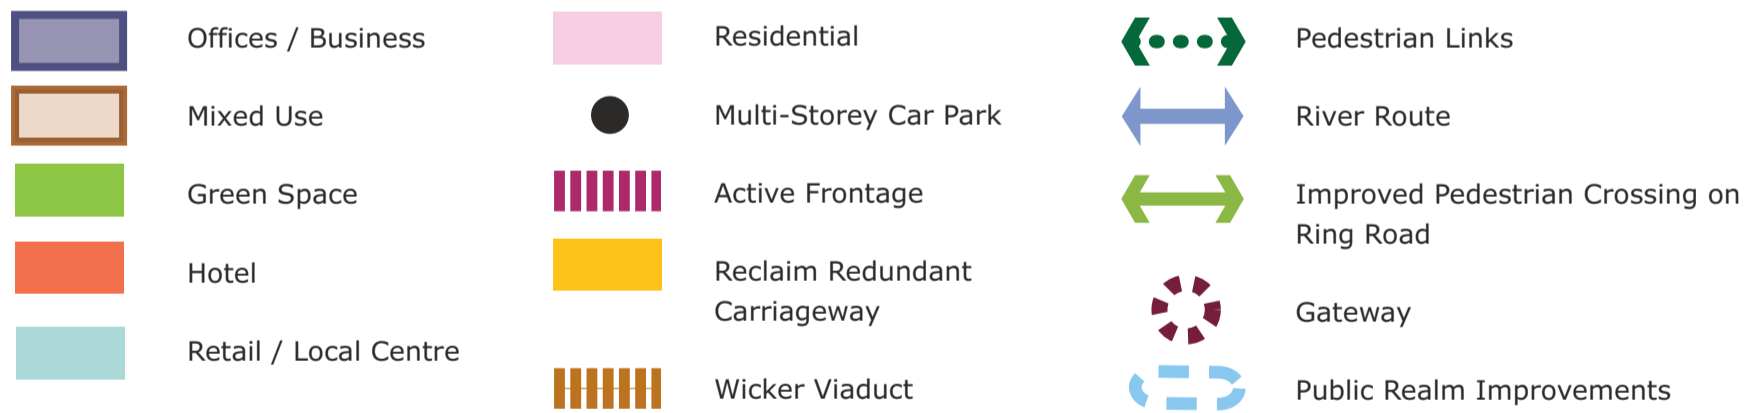 Offices / Business
Mixed Use
Green Space
Hotel
Retail / Local Centre
Residential
Multi-Storey Car Park
Active Frontage
Reclaim Redundant
Carriageway
Wicker Viaduct
Pedestrian Links
River Route
Improved Pedestrian Crossing on
Ring Road
Gateway
Public Realm Improvements